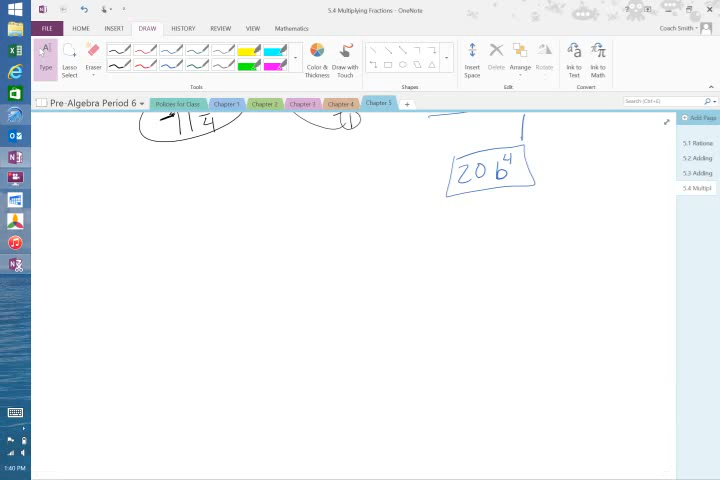 5.4 Multiplying Fractions - OneNote
FILE HOME INSERT DRAW HISTORY REVIEW VIEW Mathematics
Coach Smith
Type
Lasso Select
Eraser
Color & Thickness
Draw with Touch
Insert Space
Arrange
Rotate
Ink to Text
Ink to Math
Tools
Shapes
Edit
Convert
Pre-Algebra Period 6
Policies for Class
Chapter 1
Chapter 2
Chapter 3
Chapter 4
Chapter 5
Search (Ctrl+E)
Add Page
5.1 Rationa
5.2 Adding
5.3 Adding
5.4 Multipl
-11 1/4
20 b⁴
1:40 PM